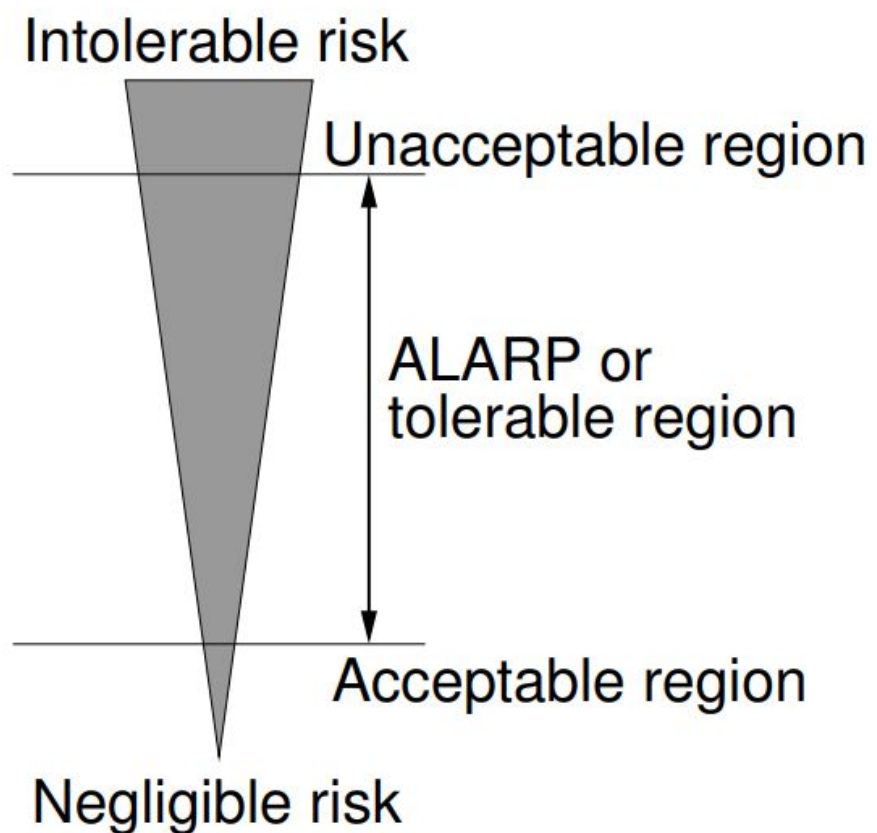 Intolerable risk
Unacceptable region
ALARP or
tolerable region
Acceptable region
Negligible risk